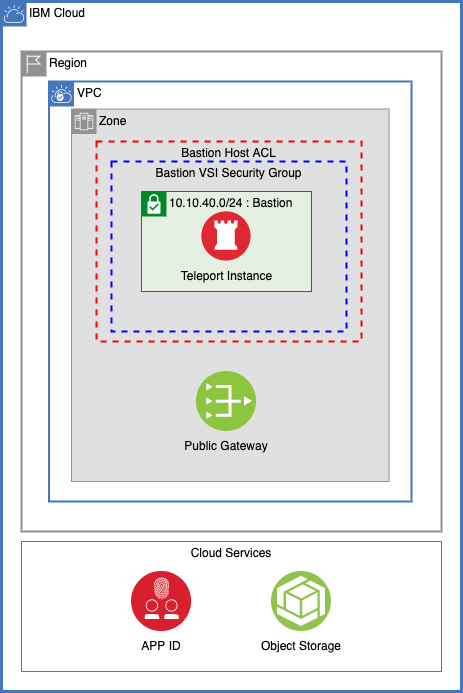 IBM Cloud
Region
VPC
Zone
Bastion Host ACL
Bastion VSI Security Group
10.10.40.0/24 : Bastion
Teleport Instance
Public Gateway
Cloud Services
APP ID
Object Storage